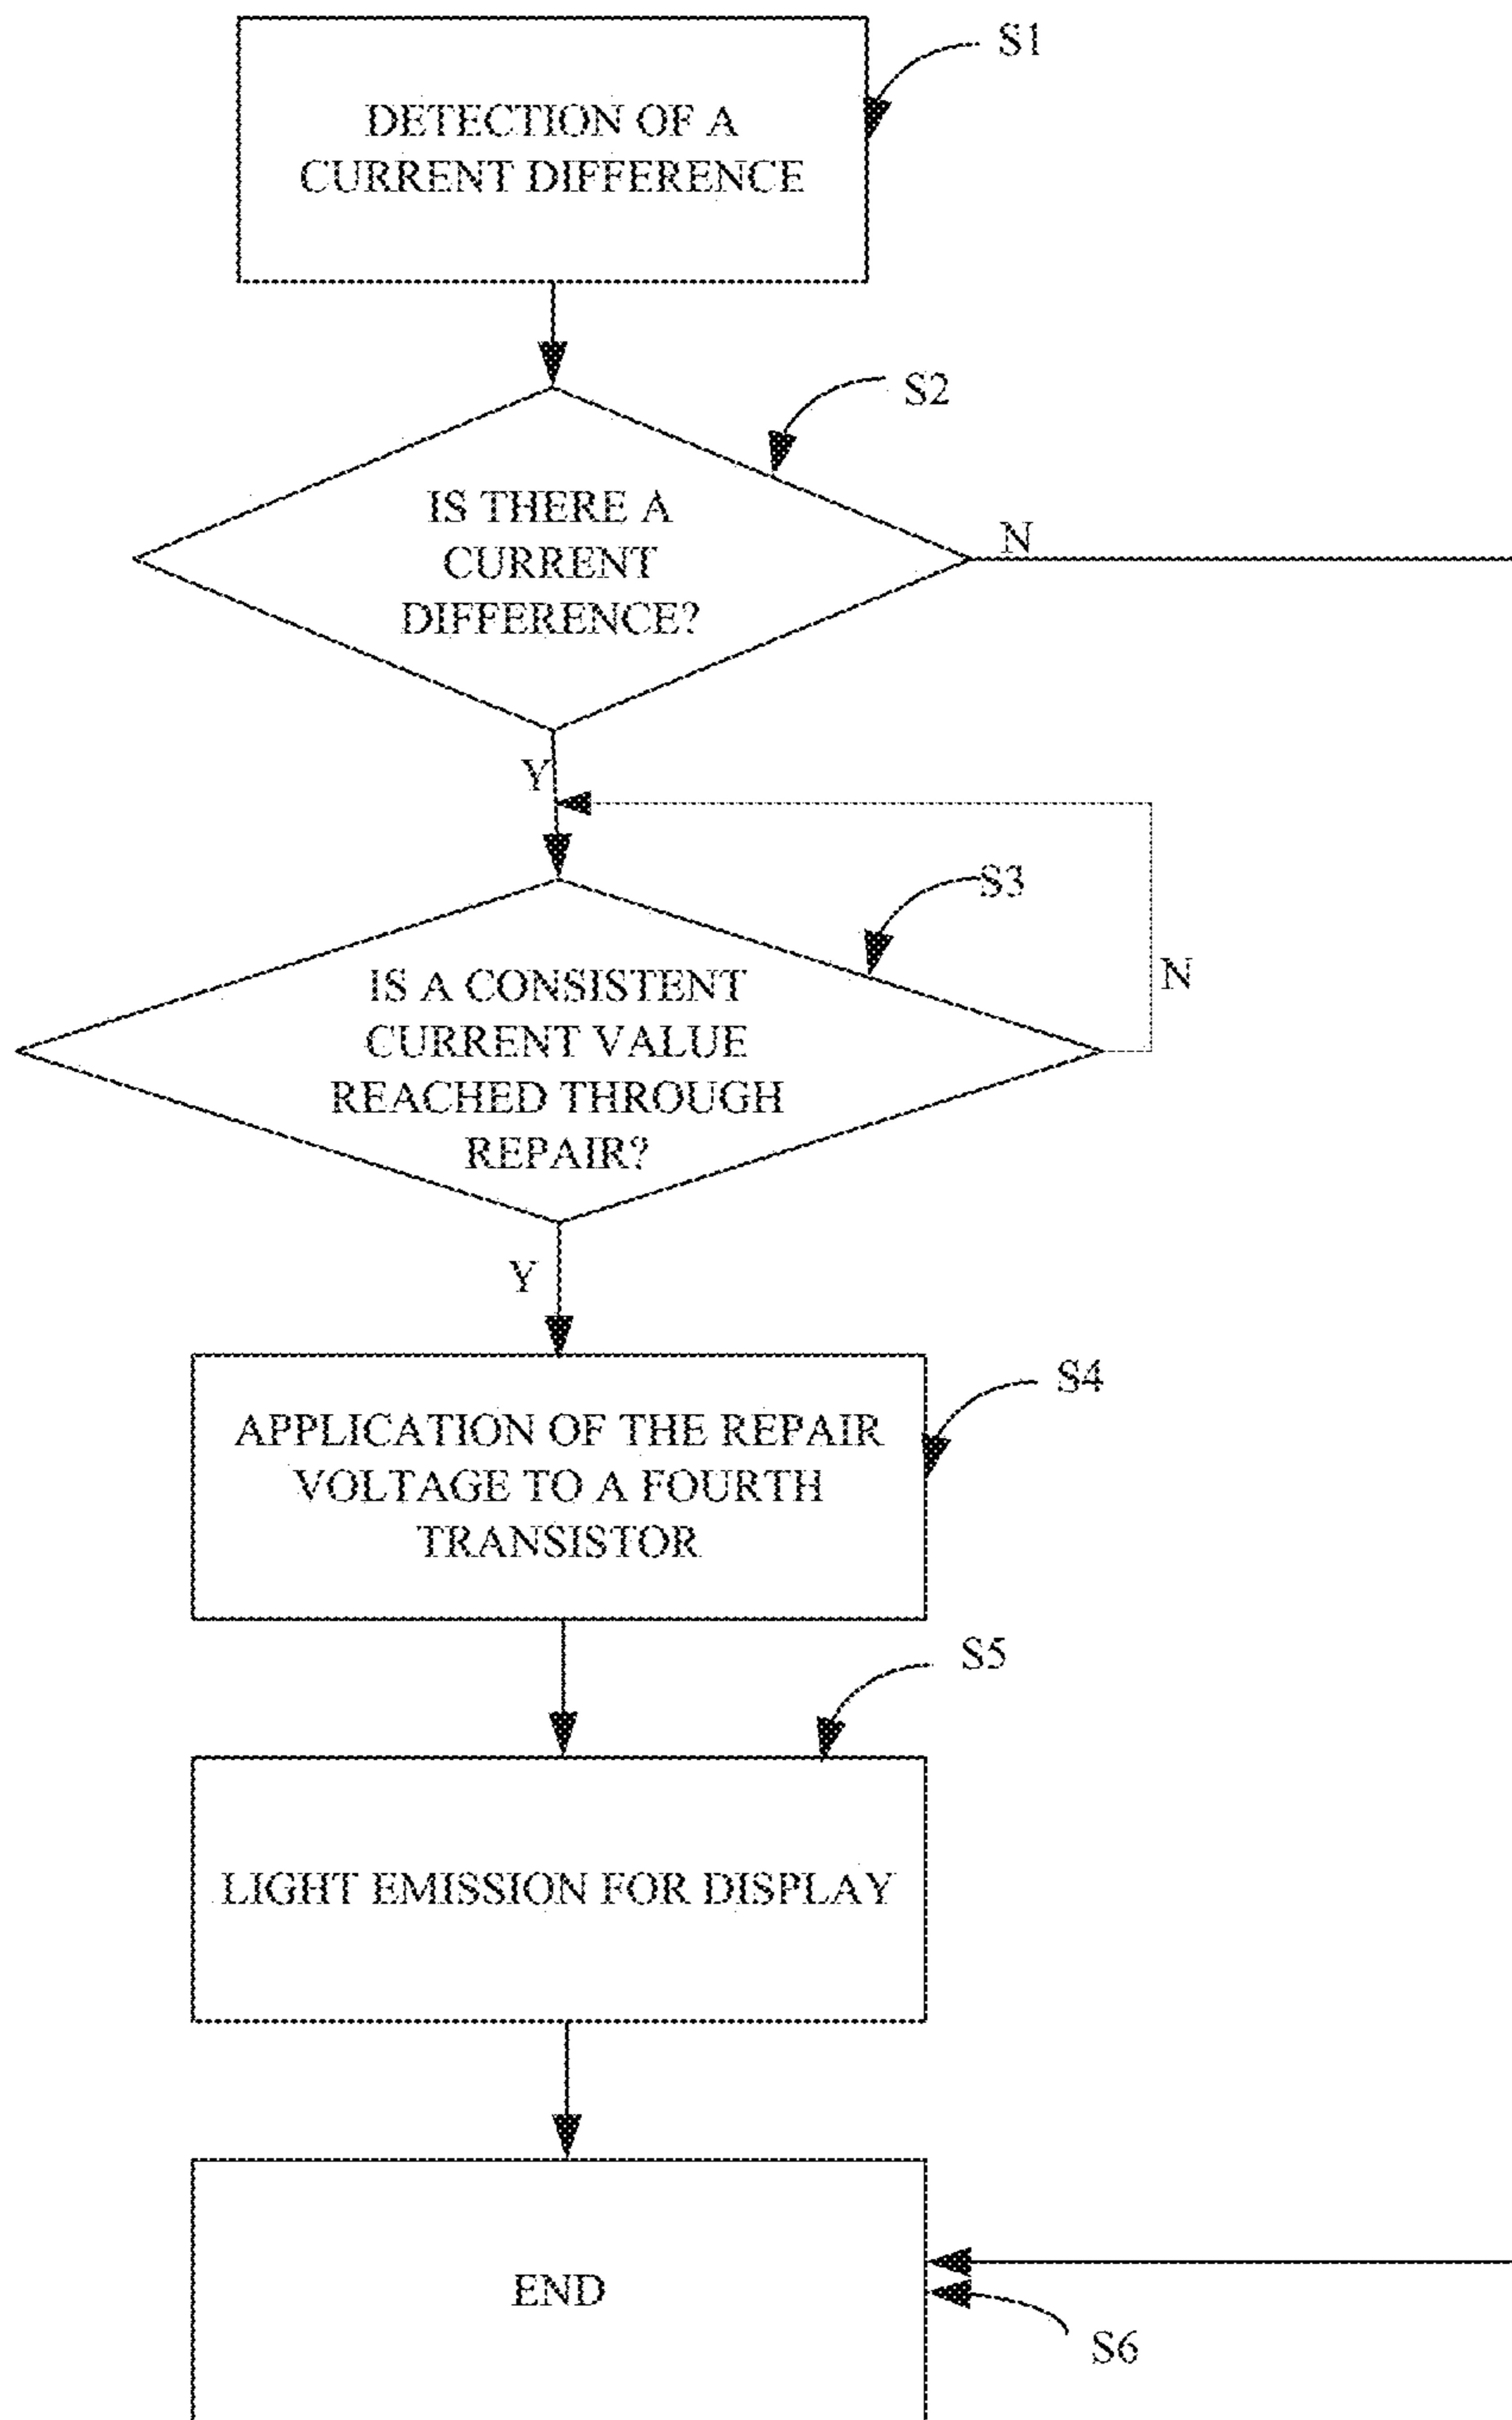 S1
DETECTION OF A
CURRENT DIFFERENCE
S2
IS THERE A
CURRENT
DIFFERENCE?
N
Y
S3
IS A CONSISTENT
CURRENT VALUE
REACHED THROUGH
REPAIR?
N
Y
S4
APPLICATION OF THE REPAIR
VOLTAGE TO A FOURTH
TRANSISTOR
S5
LIGHT EMISSION FOR DISPLAY
END
S6